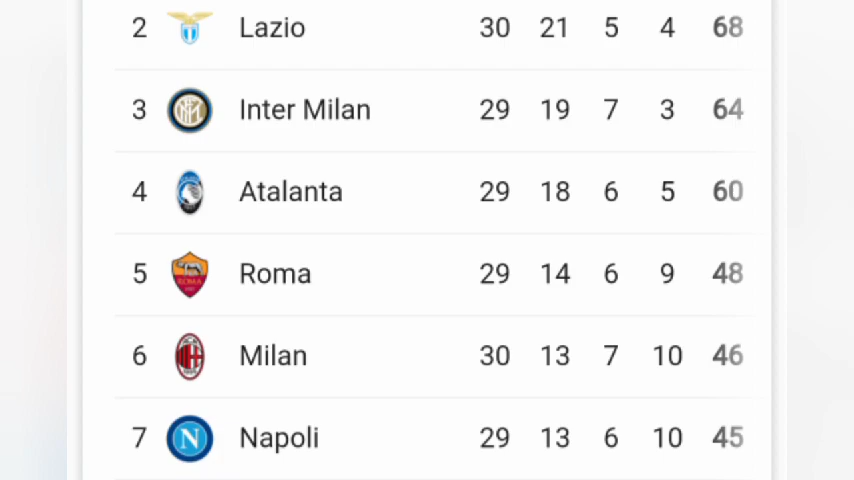 2 Lazio 30 21 5 4 68
3 Inter Milan 29 19 7 3 64
4 Atalanta 29 18 6 5 60
5 ROMA Roma 29 14 6 9 48
6 Milan 30 13 7 10 46
7 N Napoli 29 13 6 10 45